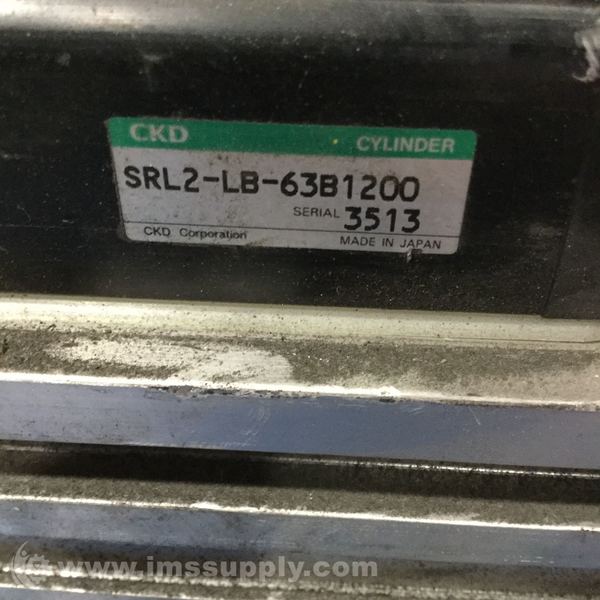 CKD CYLINDER
SRL2-LB-63B1200
SERIAL 3513
CKD Corporation MADE IN JAPAN
www.imssupply.com